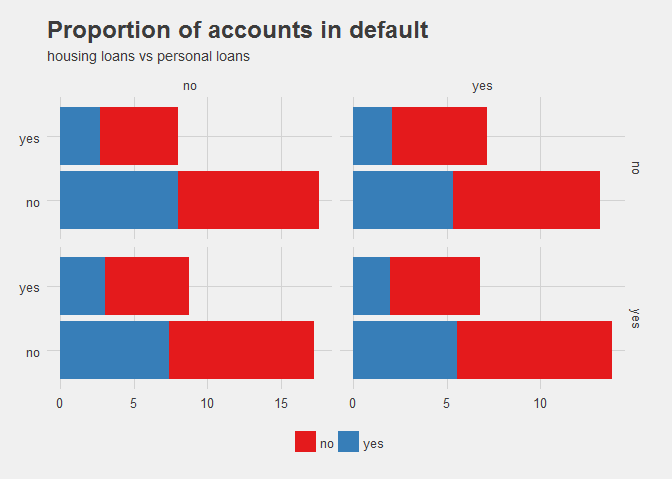 Proportion of accounts in default
housing loans vs personal loans
no yes
yes
no
no
yes
no
yes
0 5 10 15 0 5 10
no yes